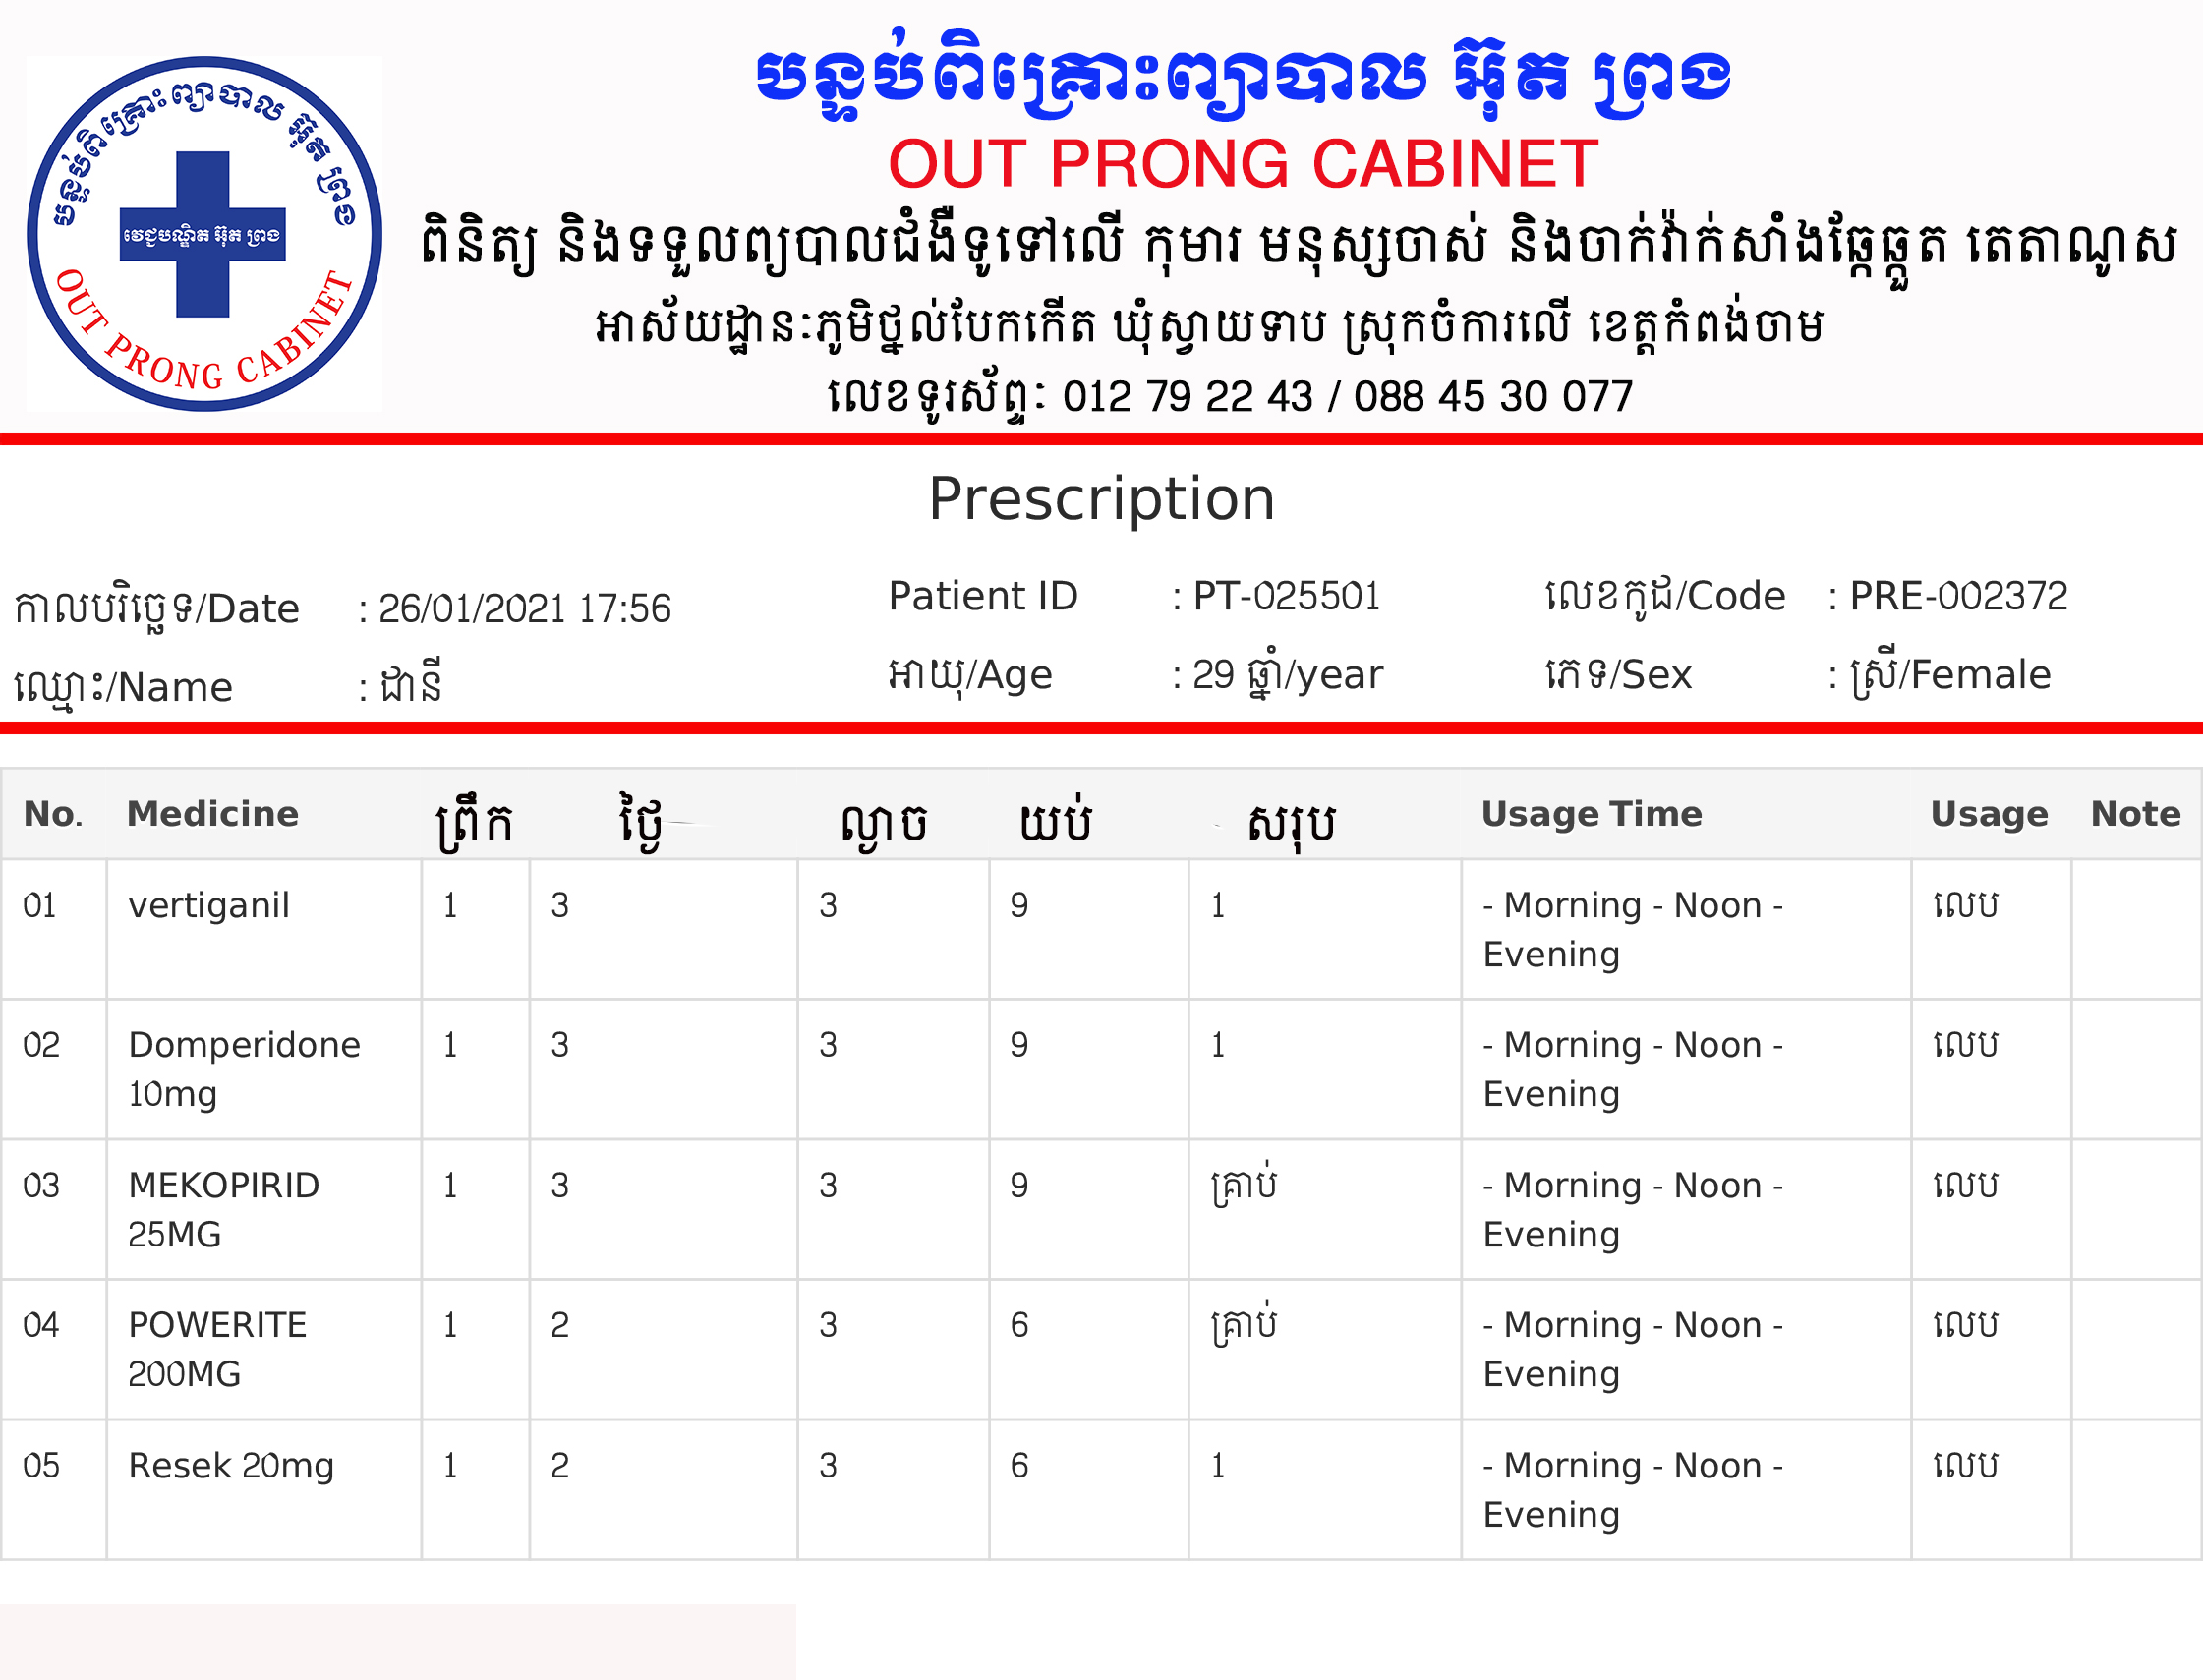 បន្ទប់ពិគ្រោះព្យាបាល អ៊ុត ព្រង
OUT PRONG CABINET
ពិនិត្យ និងទទួលព្យបាលជំងឺទូទៅលើ កុមារ មនុស្សចាស់ និងចាក់វ៉ាក់សាំងឆ្កែឆ្កួត តេតាណូស
អាស័យដ្ឋានៈភូមិថ្នល់បែកកើត ឃុំស្វាយទាប ស្រុកចំការលើ ខេត្តកំពង់ចាម
លេខទូរស័ព្ទៈ 012 79 22 43 / 088 45 30 077
បន្ទប់ពិគ្រោះព្យាបាល អ៊ុត ព្រង
វេជ្ជបណ្ឌិត អ៊ុត ព្រង
OUT PRONG CABINET
Prescription
កាលបរិច្ឆេទ/Date : 26/01/2021 17:56 Patient ID : PT-025501 លេខកូដ/Code : PRE-002372
ឈ្មោះ/Name : ដានី អាយុ/Age : 29 ឆ្នាំ/year ភេទ/Sex : ស្រី/Female
No. Medicine ព្រឹក ថ្ងៃ ល្ងាច យប់ សរុប Usage Time Usage Note
01 vertiganil 1 3 3 9 1 - Morning - Noon - លេប
Evening
02 Domperidone 1 3 3 9 1 - Morning - Noon - លេប
10mg Evening
03 MEKOPIRID 1 3 3 9 គ្រាប់ - Morning - Noon - លេប
25MG Evening
04 POWERITE 1 2 3 6 គ្រាប់ - Morning - Noon - លេប
200MG Evening
05 Resek 20mg 1 2 3 6 1 - Morning - Noon - លេប
Evening